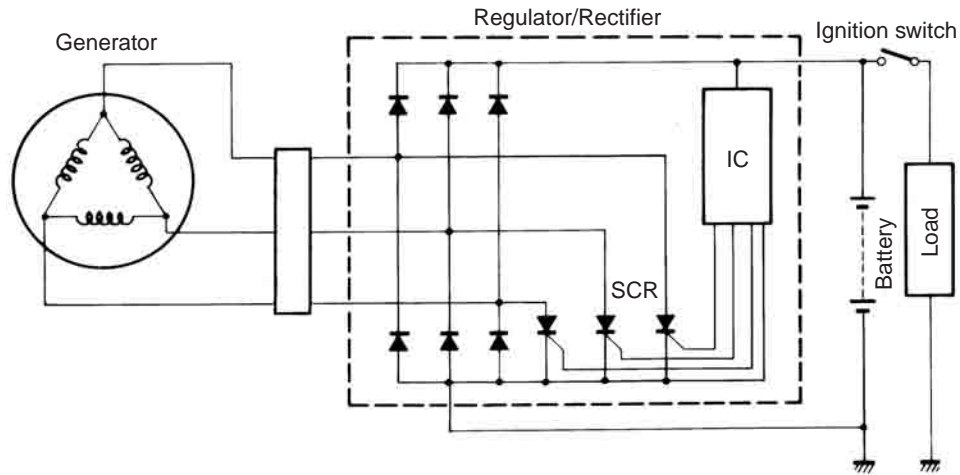 Regulator/Rectifier
Ignition switch
Generator
IC
SCR
Battery
Load